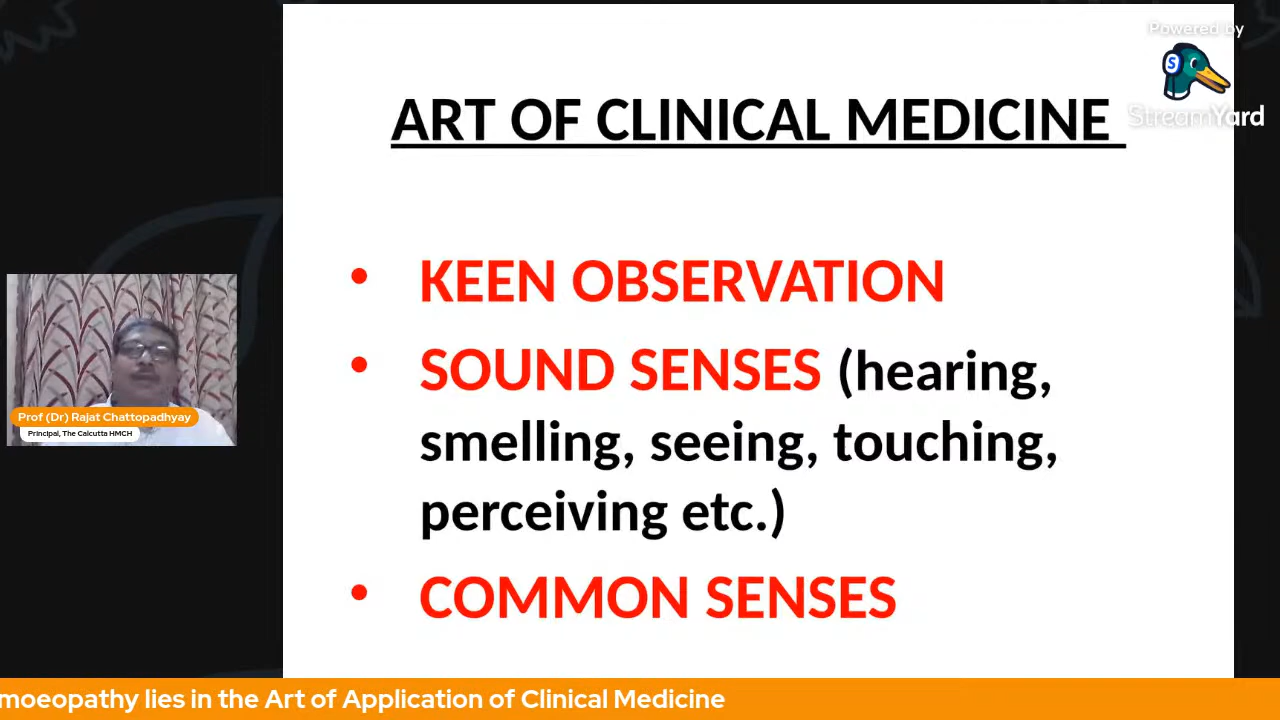 Powered by
StreamYard
ART OF CLINICAL MEDICINE
• KEEN OBSERVATION
• SOUND SENSES (hearing,
smelling, seeing, touching,
perceiving etc.)
• COMMON SENSES
Prof (Dr) Rajat Chattopadhyay
Principal, The Calcutta HMCH
moeopathy lies in the Art of Application of Clinical Medicine